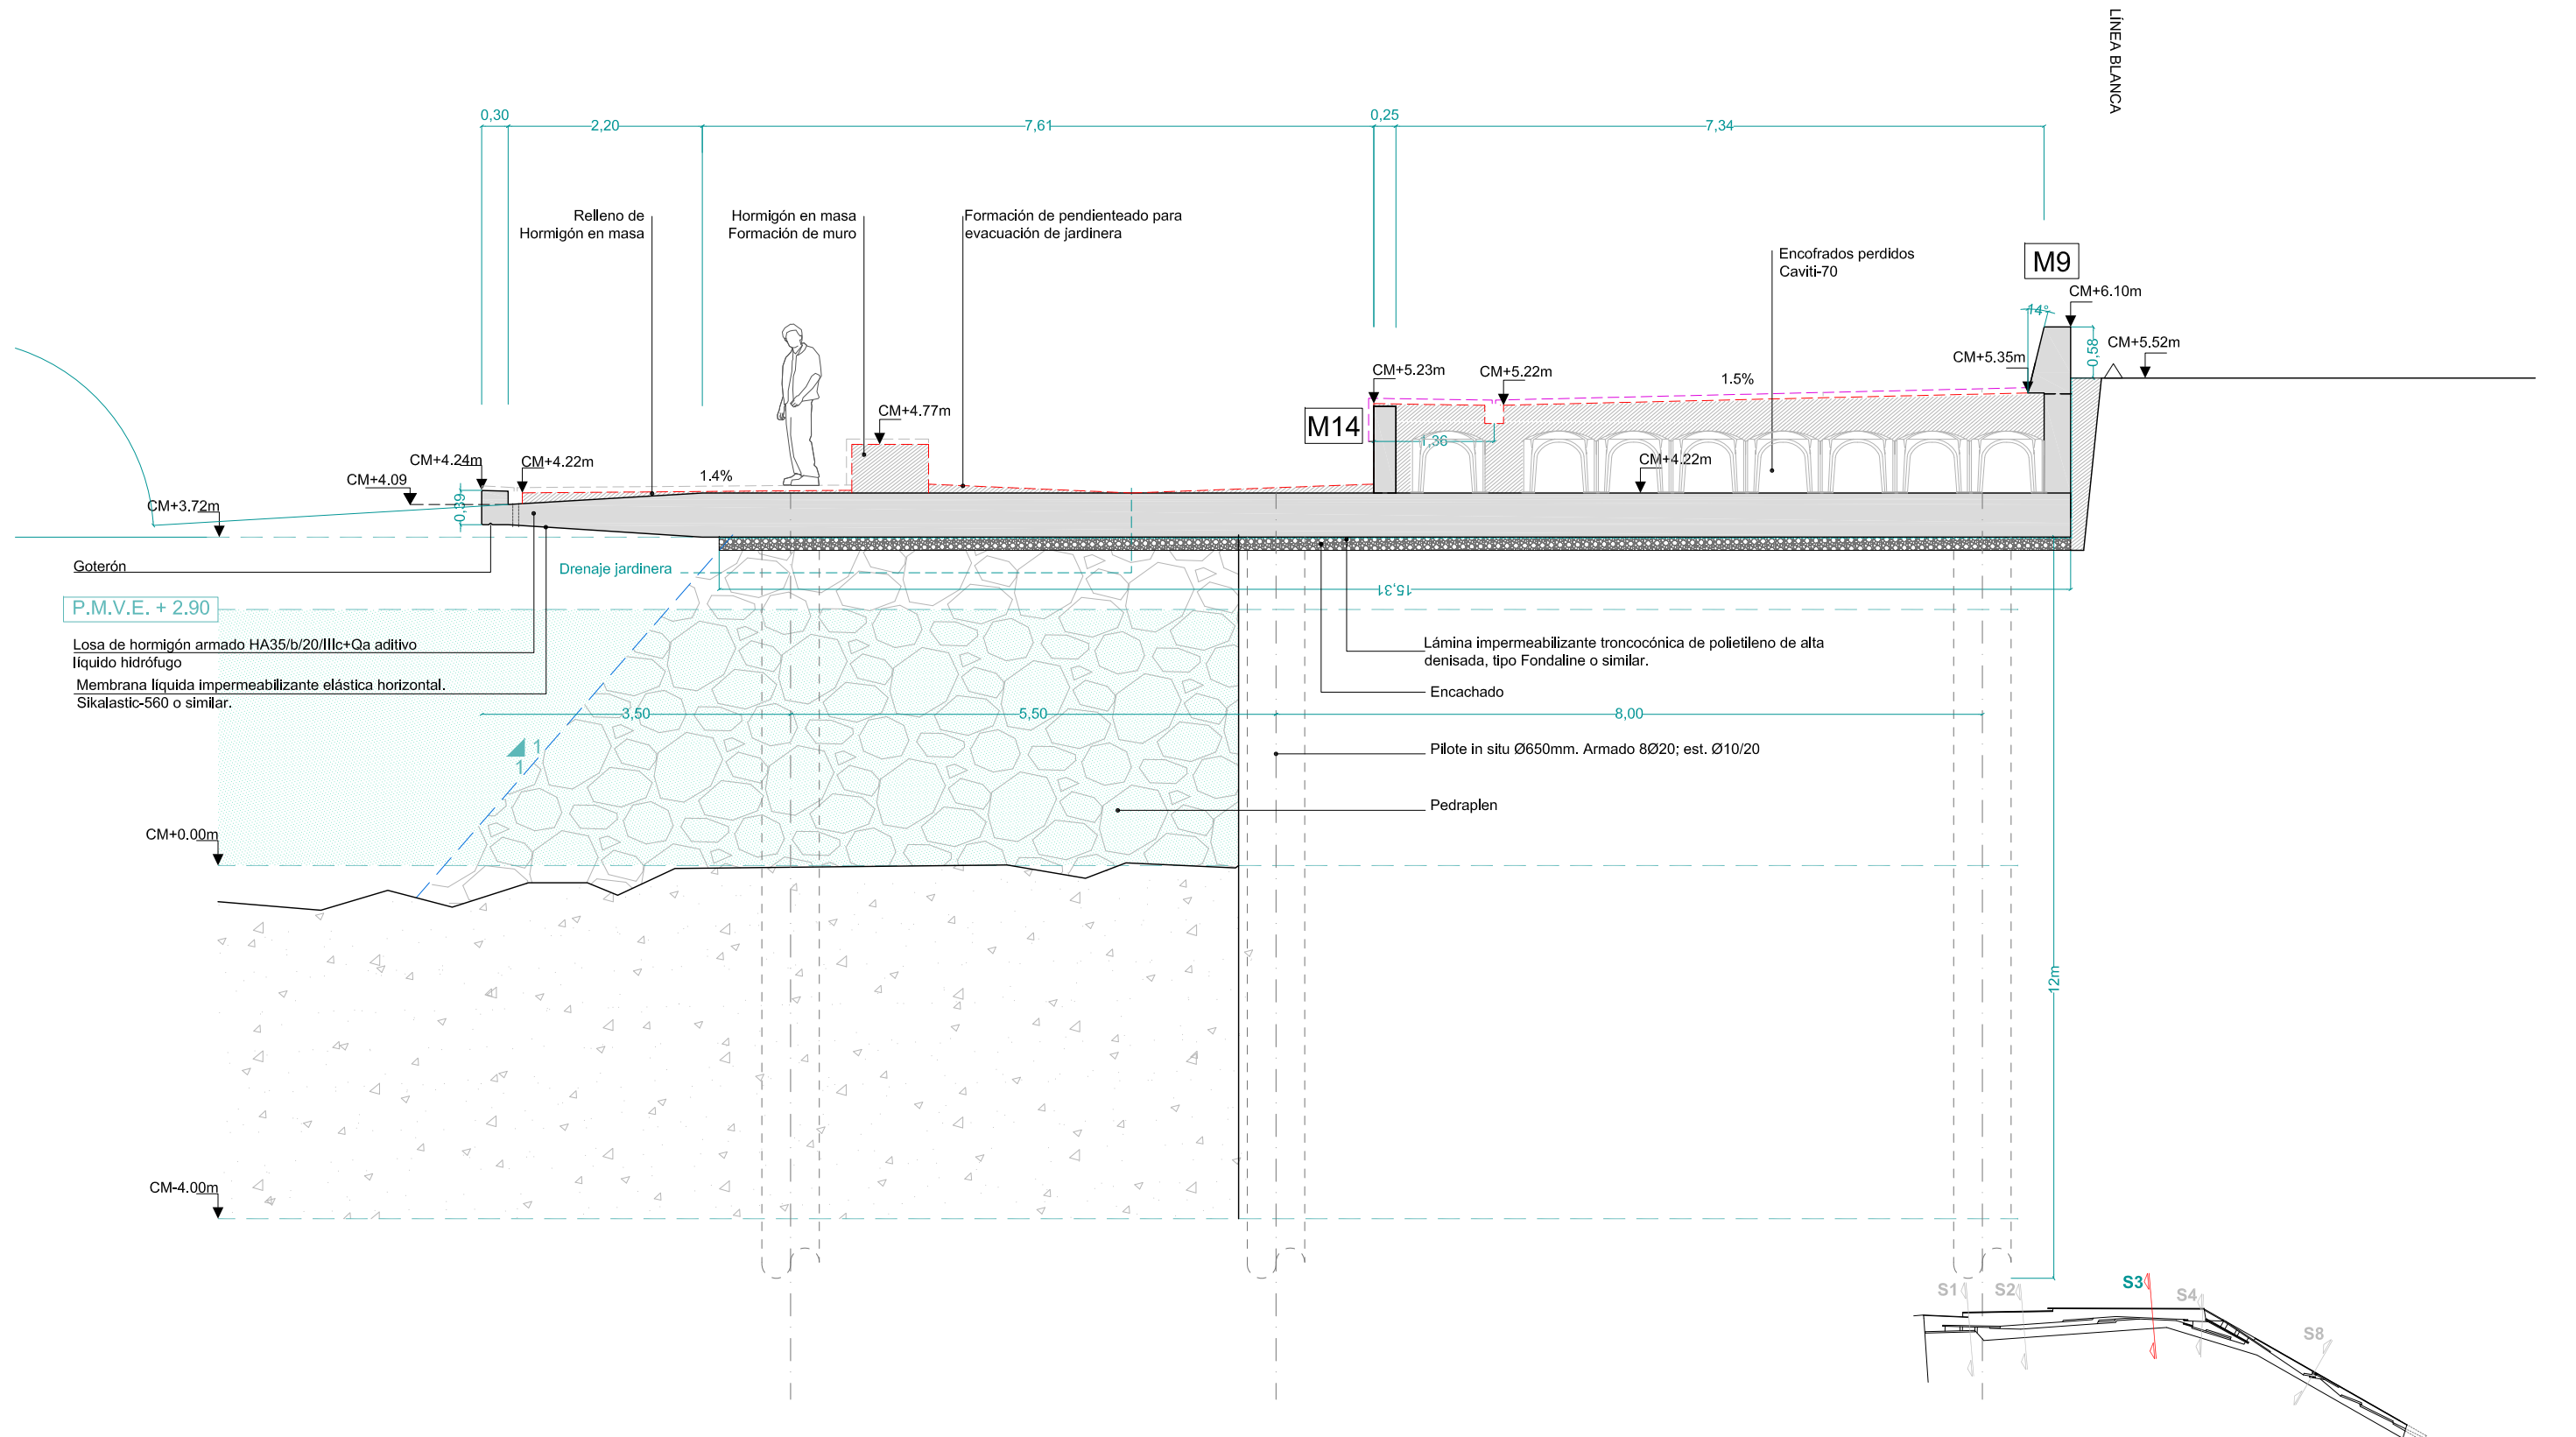 LÍNEA BLANCA
0,30
2,20
7,61
0,25
7,34
Relleno de
Hormigón en masa
Hormigón en masa
Formación de muro
Formación de pendienteado para
evacuación de jardinera
Encofrados perdidos
Caviti-70
M9
CM+6.10m
14°
0,58
CM+5.52m
CM+5.35m
CM+5.23m
CM+5.22m
1.5%
M14
1,36
CM+4.77m
CM+4.24m
CM+4.22m
1.4%
CM+4.22m
CM+4.09
0,39
CM+3.72m
Goterón
Drenaje jardinera
15,31
P.M.V.E. + 2.90
Losa de hormigón armado HA35/b/20/IIIc+Qa aditivo
líquido hidrófugo
Membrana líquida impermeabilizante elástica horizontal.
Sikalastic-560 o similar.
Lámina impermeabilizante troncocónica de polietileno de alta
denisada, tipo Fondaline o similar.
Encachado
3,50
5,50
8,00
1
1
Pilote in situ Ø650mm. Armado 8Ø20; est. Ø10/20
Pedraplen
CM+0.00m
12m
CM-4.00m
S1
S2
S3
S4
S8